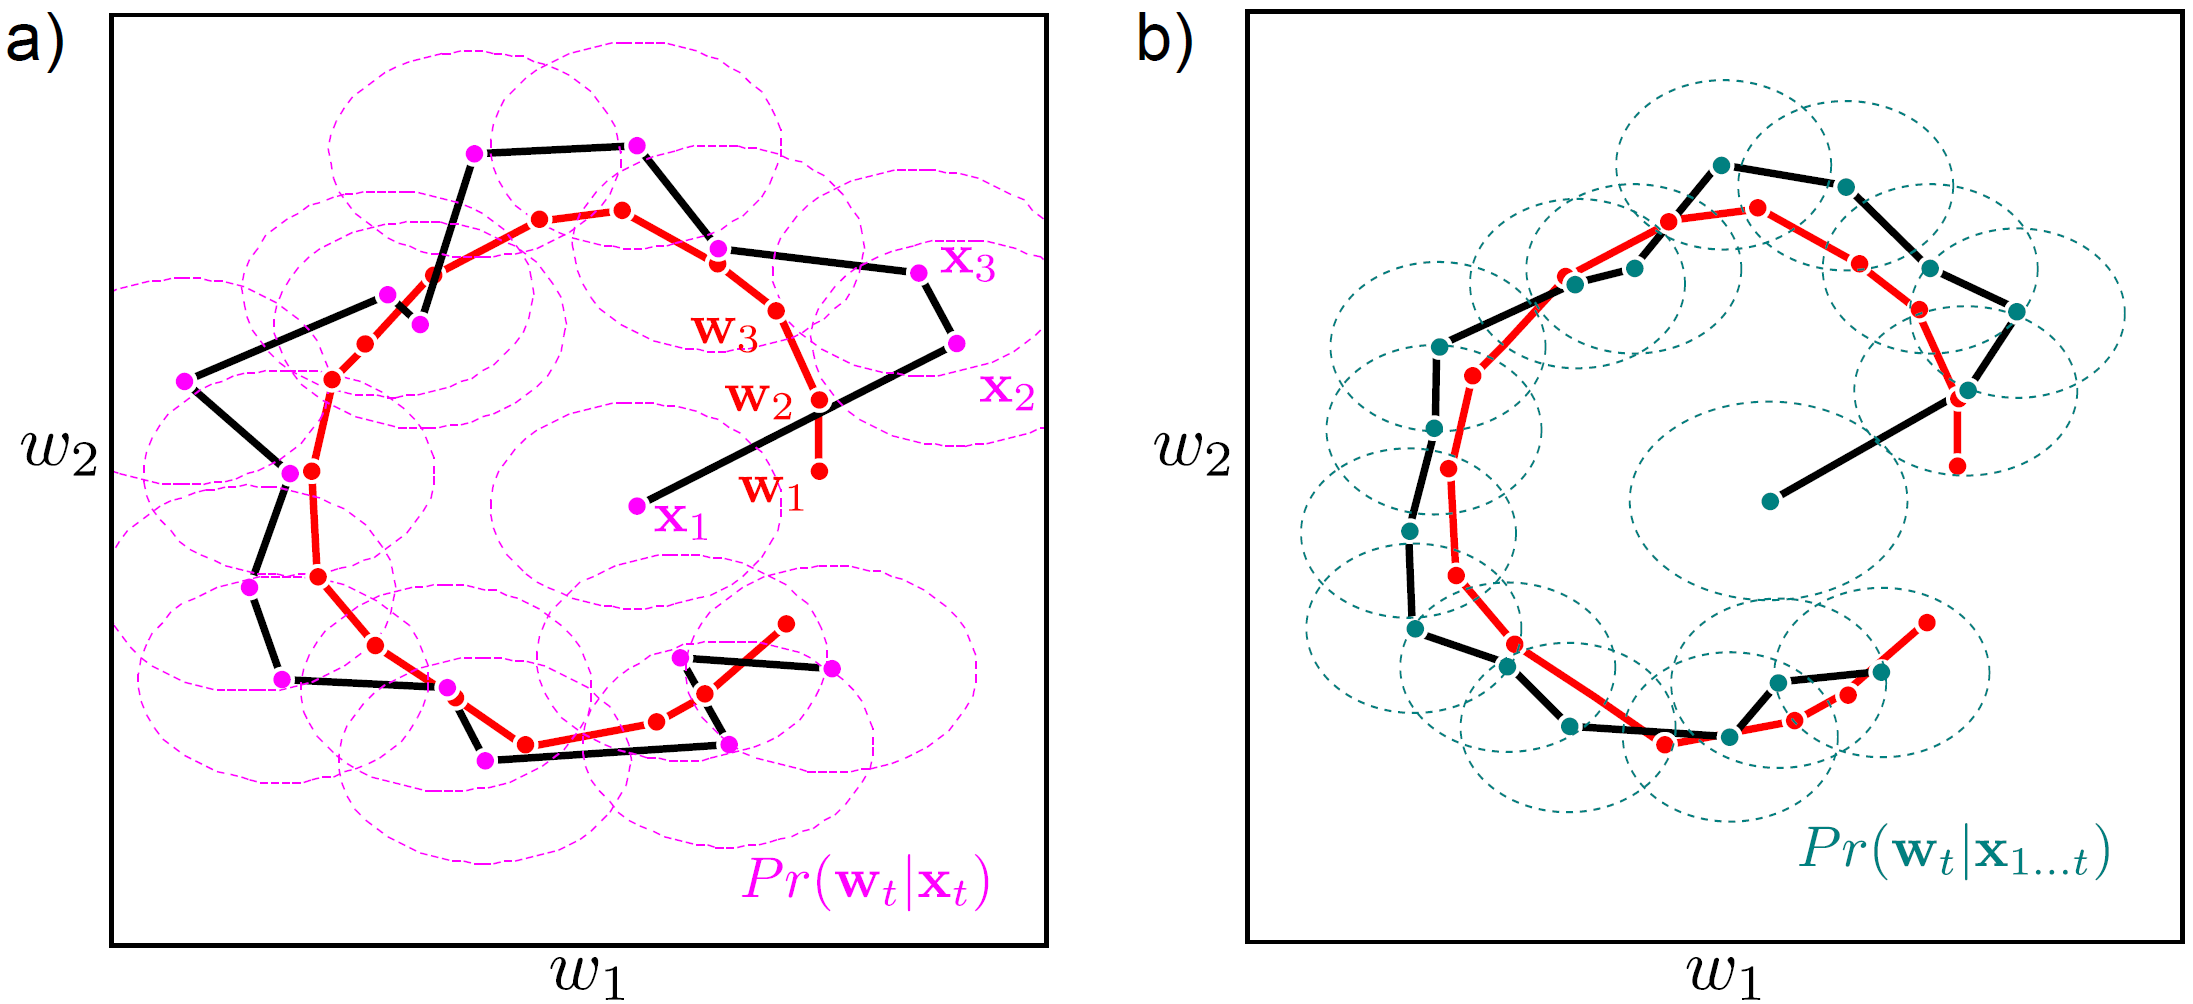 a)
w₂
x₃
w₃
x₂
w₂
w₁
x₁
Pr(wₜ|xₜ)
w₁
b)
w₂
Pr(wₜ|x₁...ₜ)
w₁